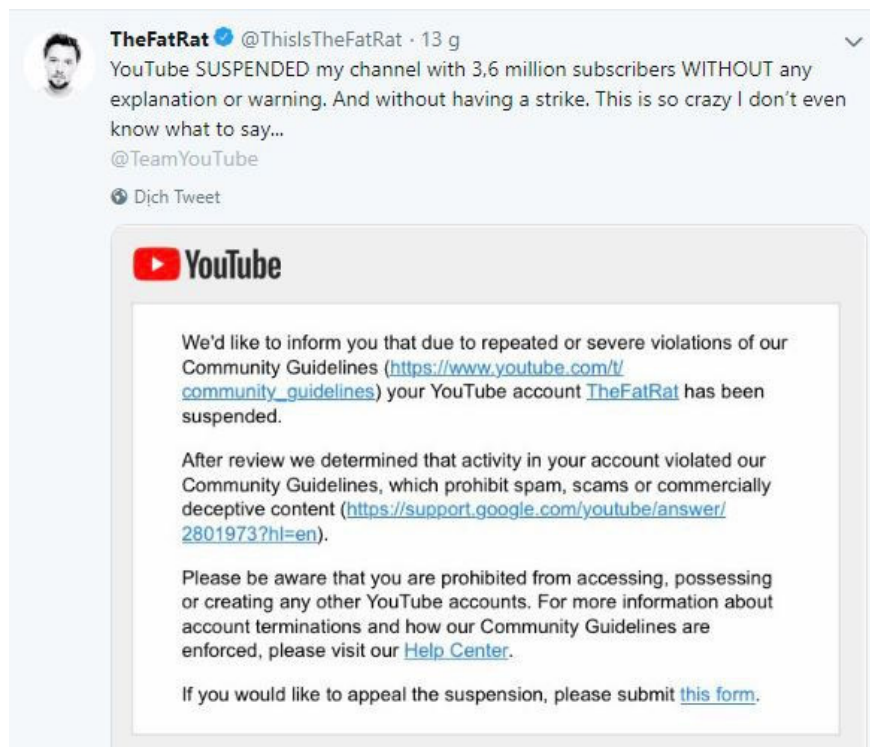 TheFatRat @ThisIsTheFatRat · 13 g
YouTube SUSPENDED my channel with 3,6 million subscribers WITHOUT any
explanation or warning. And without having a strike. This is so crazy I don't even
know what to say...
@TeamYouTube
Dịch Tweet
YouTube
We'd like to inform you that due to repeated or severe violations of our
Community Guidelines (https://www.youtube.com/t/
community_guidelines) your YouTube account TheFatRat has been
suspended.
After review we determined that activity in your account violated our
Community Guidelines, which prohibit spam, scams or commercially
deceptive content (https://support.google.com/youtube/answer/
2801973?hl=en).
Please be aware that you are prohibited from accessing, possessing
or creating any other YouTube accounts. For more information about
account terminations and how our Community Guidelines are
enforced, please visit our Help Center.
If you would like to appeal the suspension, please submit this form.